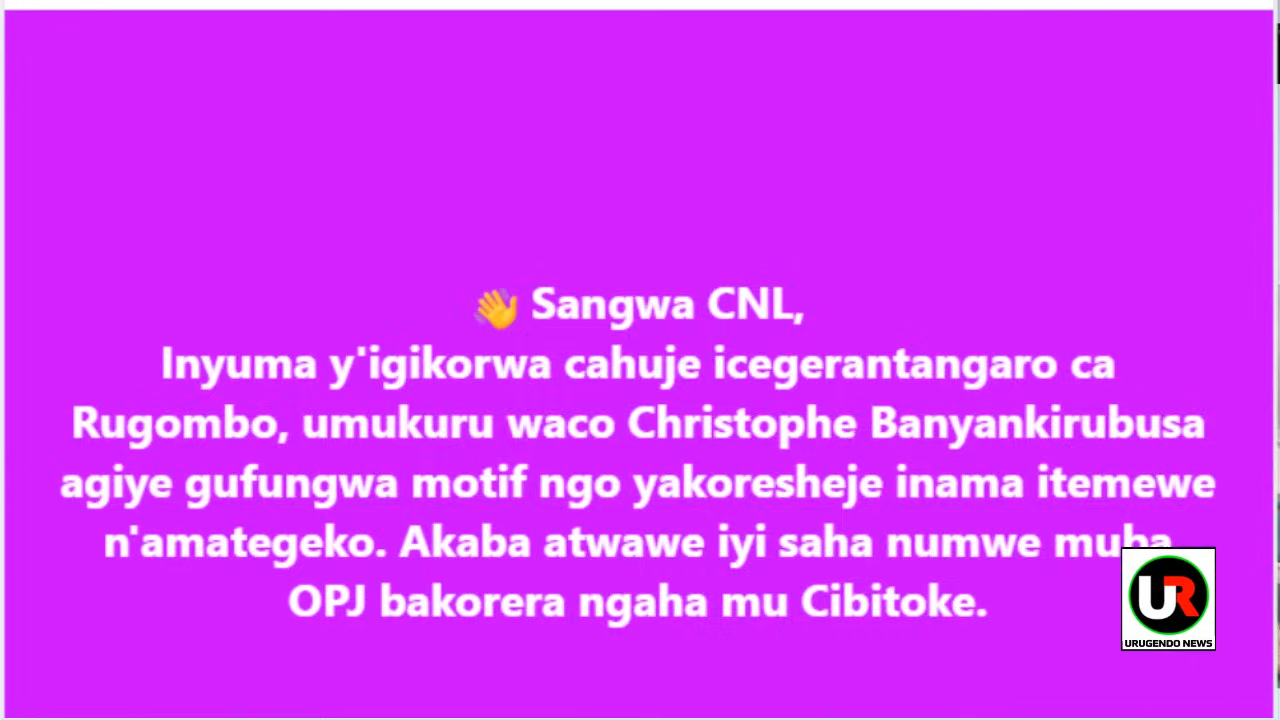 👋 Sangwa CNL,
Inyuma y'igikorwa cahuje icegerantangaro ca
Rugombo, umukuru waco Christophe Banyankirubusa
agiye gufungwa motif ngo yakoresheje inama itemewe
n'amategeko. Akaba atwawe iyi saha numwe muba
OPJ bakorera ngaha mu Cibitoke.
UR
URUGENDO NEWS